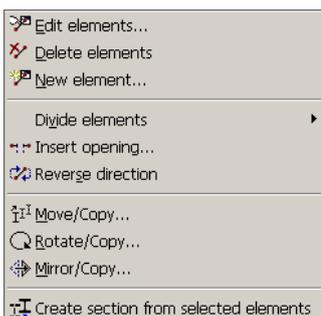 Edit elements...
Delete elements
New element...
Divide elements
Insert opening...
Reverse direction
Move/Copy...
Rotate/Copy...
Mirror/Copy...
Create section from selected elements